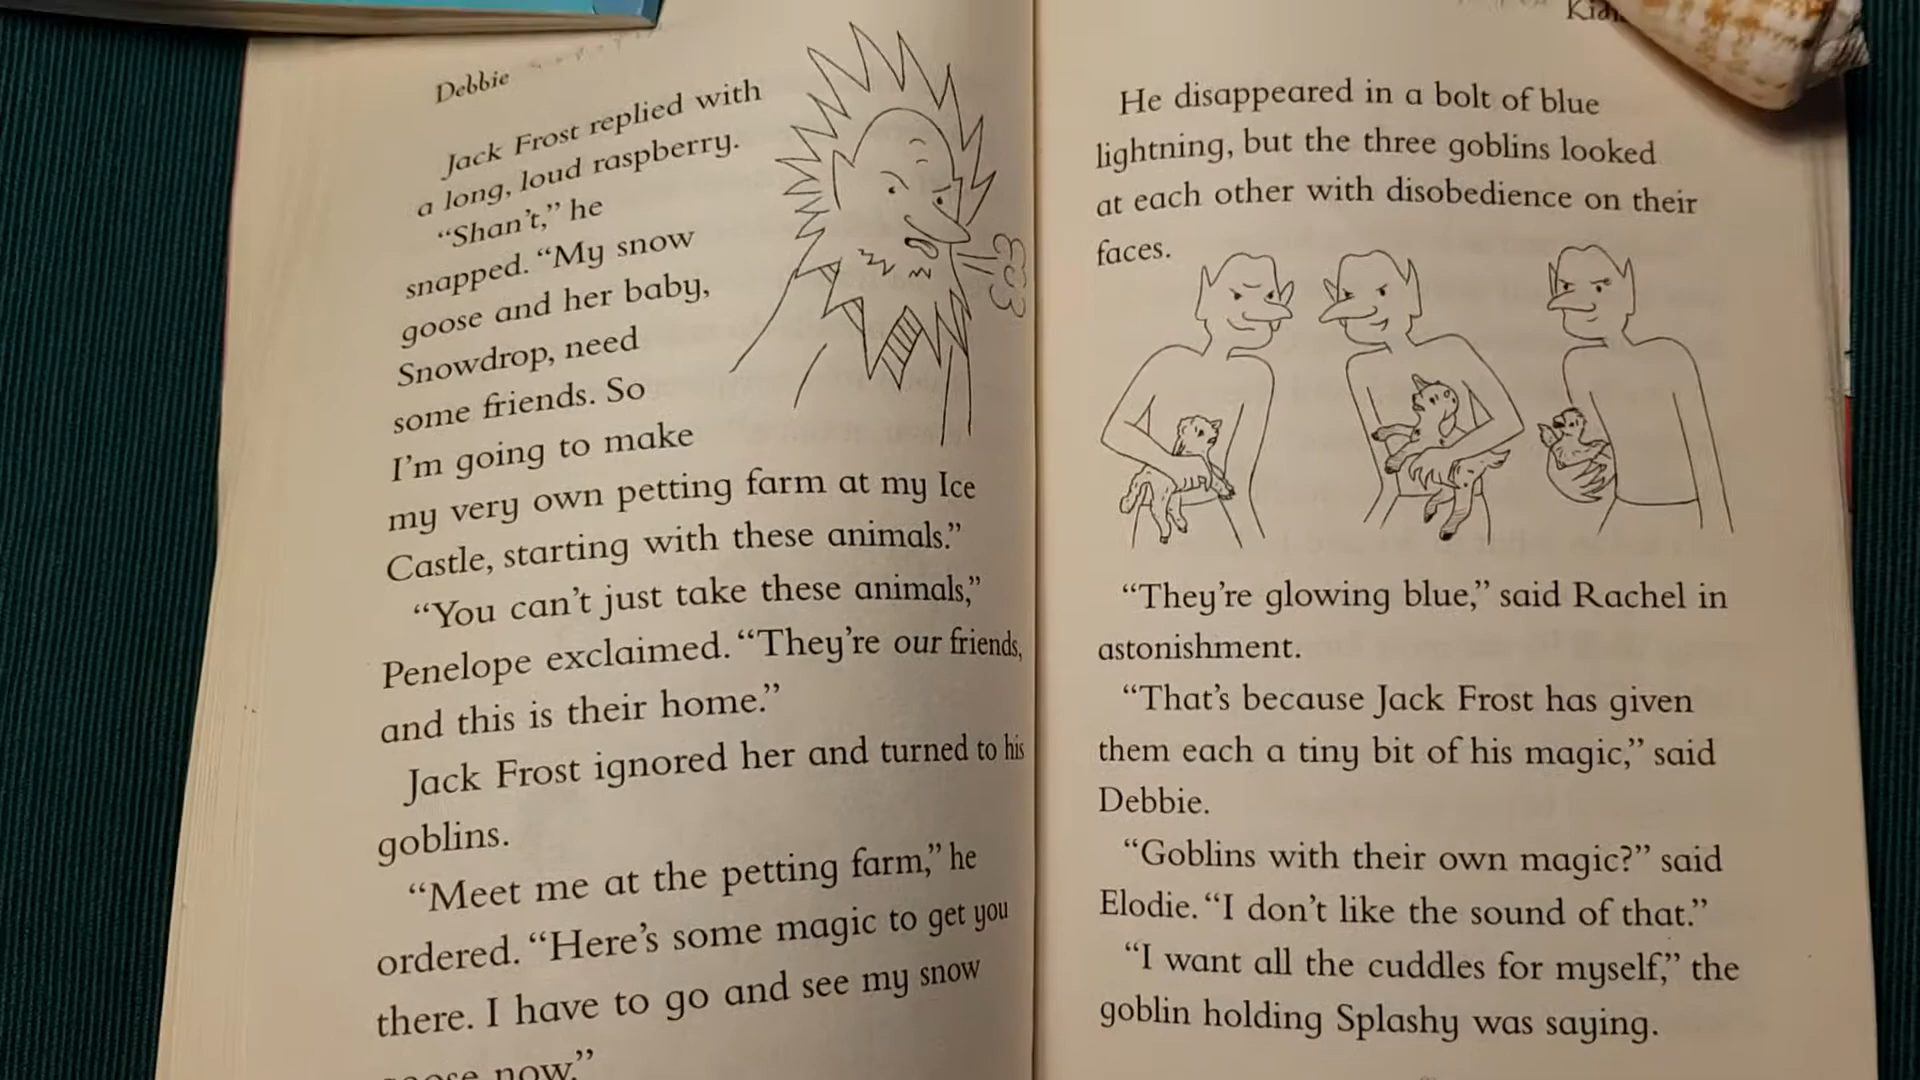 Debbie
Jack Frost replied with
a long, loud raspberry.
“Shan’t,” he
snapped. “My snow
goose and her baby,
Snowdrop, need
some friends. So
I’m going to make
my very own petting farm at my Ice
Castle, starting with these animals.”
“You can’t just take these animals,”
Penelope exclaimed. “They’re our friends,
and this is their home.”
Jack Frost ignored her and turned to his
goblins.
“Meet me at the petting farm,” he
ordered. “Here’s some magic to get you
there. I have to go and see my snow
now.”
He disappeared in a bolt of blue
lightning, but the three goblins looked
at each other with disobedience on their
faces.
“They’re glowing blue,” said Rachel in
astonishment.
“That’s because Jack Frost has given
them each a tiny bit of his magic,” said
Debbie.
“Goblins with their own magic?” said
Elodie. “I don’t like the sound of that.”
“I want all the cuddles for myself,” the
goblin holding Splashy was saying.